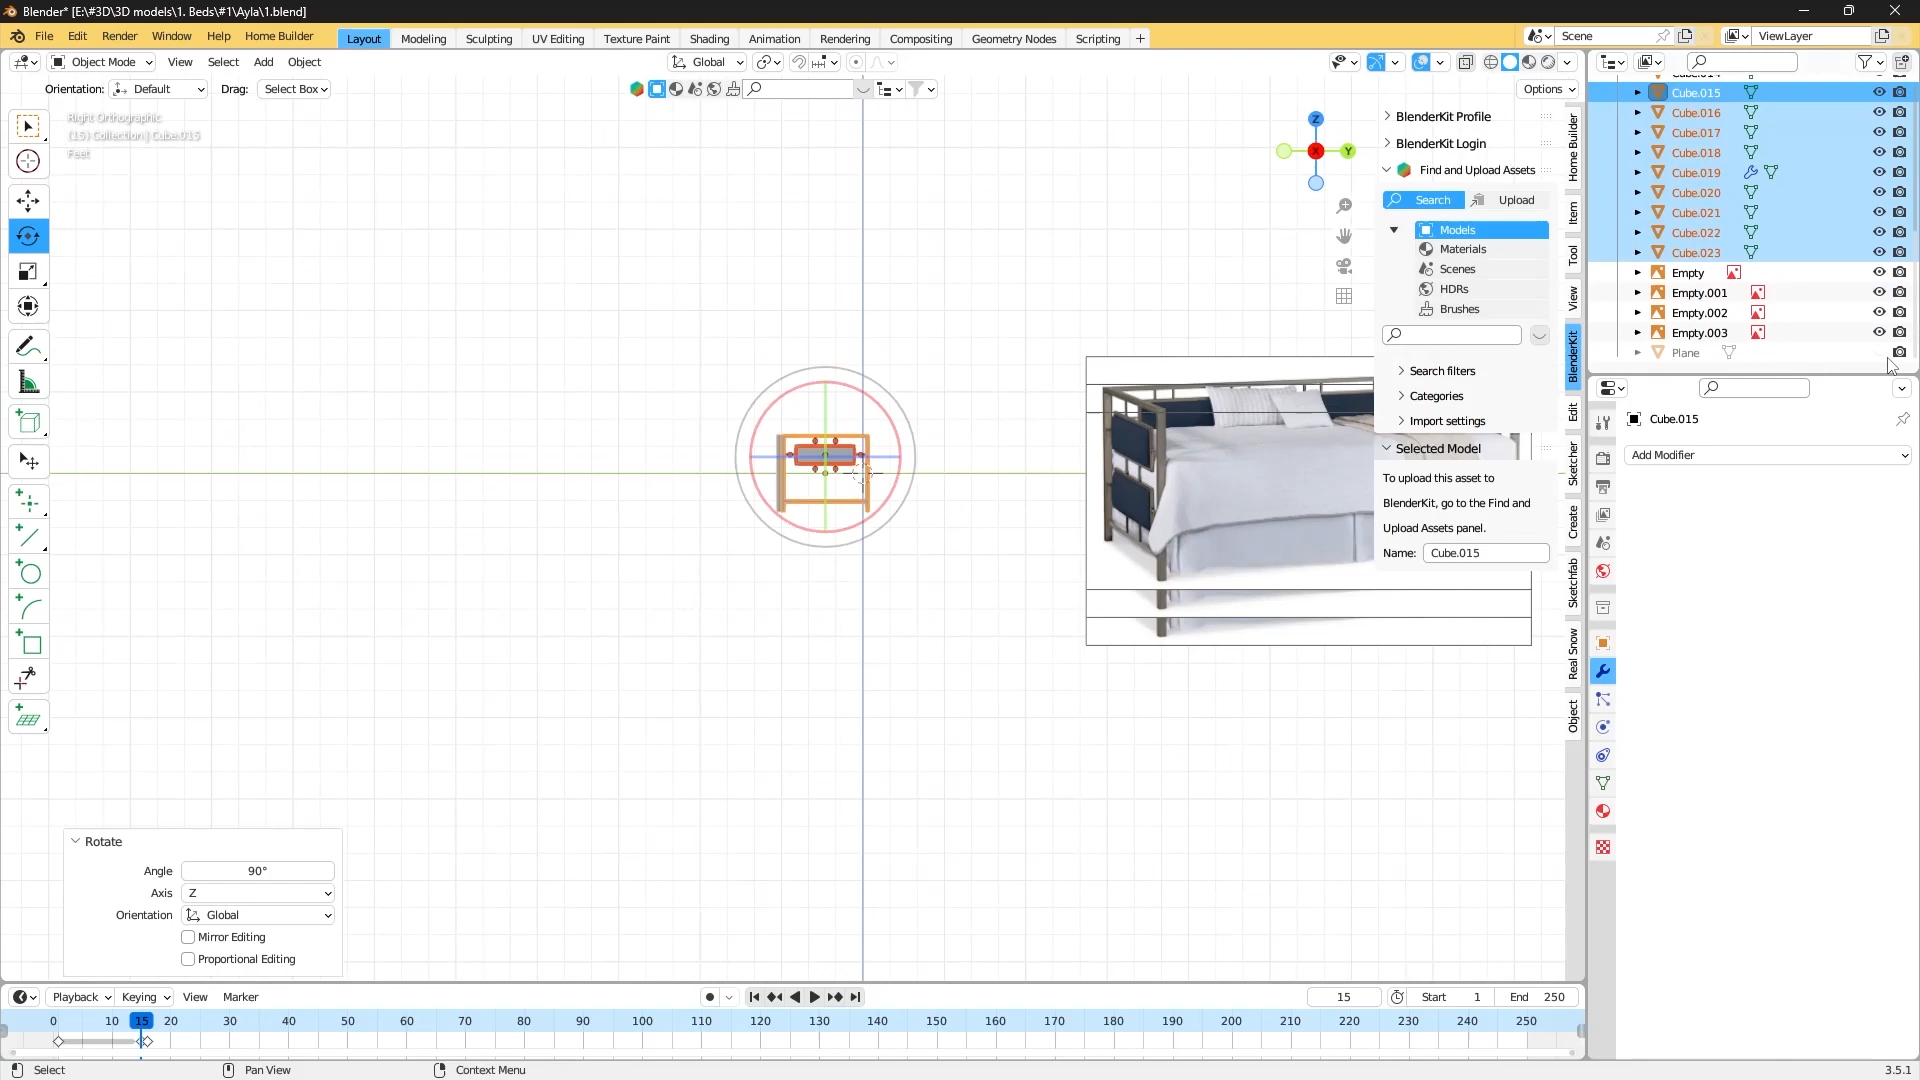 Blender* [E:\#3D\3D models\1. Beds\#1\Ayla\1.blend]
File Edit Render Window Help Home Builder
Layout Modeling Sculpting UV Editing Texture Paint Shading Animation Rendering Compositing Geometry Nodes Scripting +
Scene
ViewLayer
Object Mode View Select Add Object
Global
Orientation: Default Drag: Select Box
Options
Right Orthographic
(15) Collection | Cube.015
Feet
Z
X
Y
BlenderKit Profile
BlenderKit Login
Find and Upload Assets
Search Upload
Models
Materials
Scenes
HDRs
Brushes
Search filters
Categories
Import settings
Selected Model
To upload this asset to
BlenderKit, go to the Find and
Upload Assets panel.
Name: Cube.015
Home Builder
Item
Tool
View
BlenderKit
Edit
Sketcher
Create
Sketchfab
Real Snow
Object
Cube.014
Cube.015
Cube.016
Cube.017
Cube.018
Cube.019
Cube.020
Cube.021
Cube.022
Cube.023
Empty
Empty.001
Empty.002
Empty.003
Plane
Cube.015
Add Modifier
Rotate
Angle 90°
Axis Z
Orientation Global
Mirror Editing
Proportional Editing
Playback Keying View Marker
15 Start 1 End 250
0 10 15 20 30 40 50 60 70 80 90 100 110 120 130 140 150 160 170 180 190 200 210 220 230 240 250
Select Pan View Context Menu
3.5.1